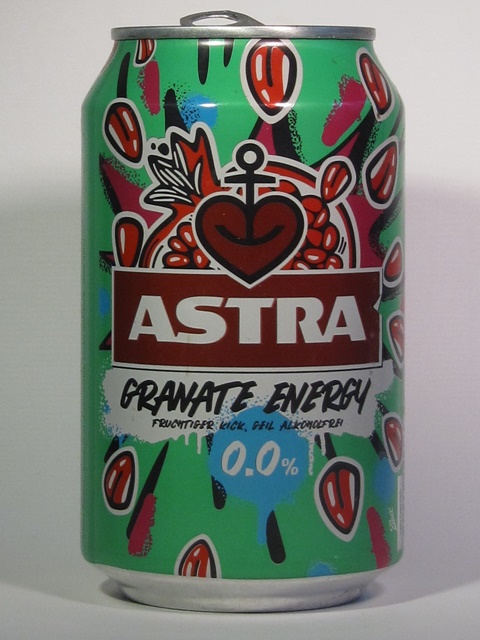 ASTRA
GRANATE ENERGY
FRUCHTIGER KICK, GEIL ALKOHOLFREI
0.0%